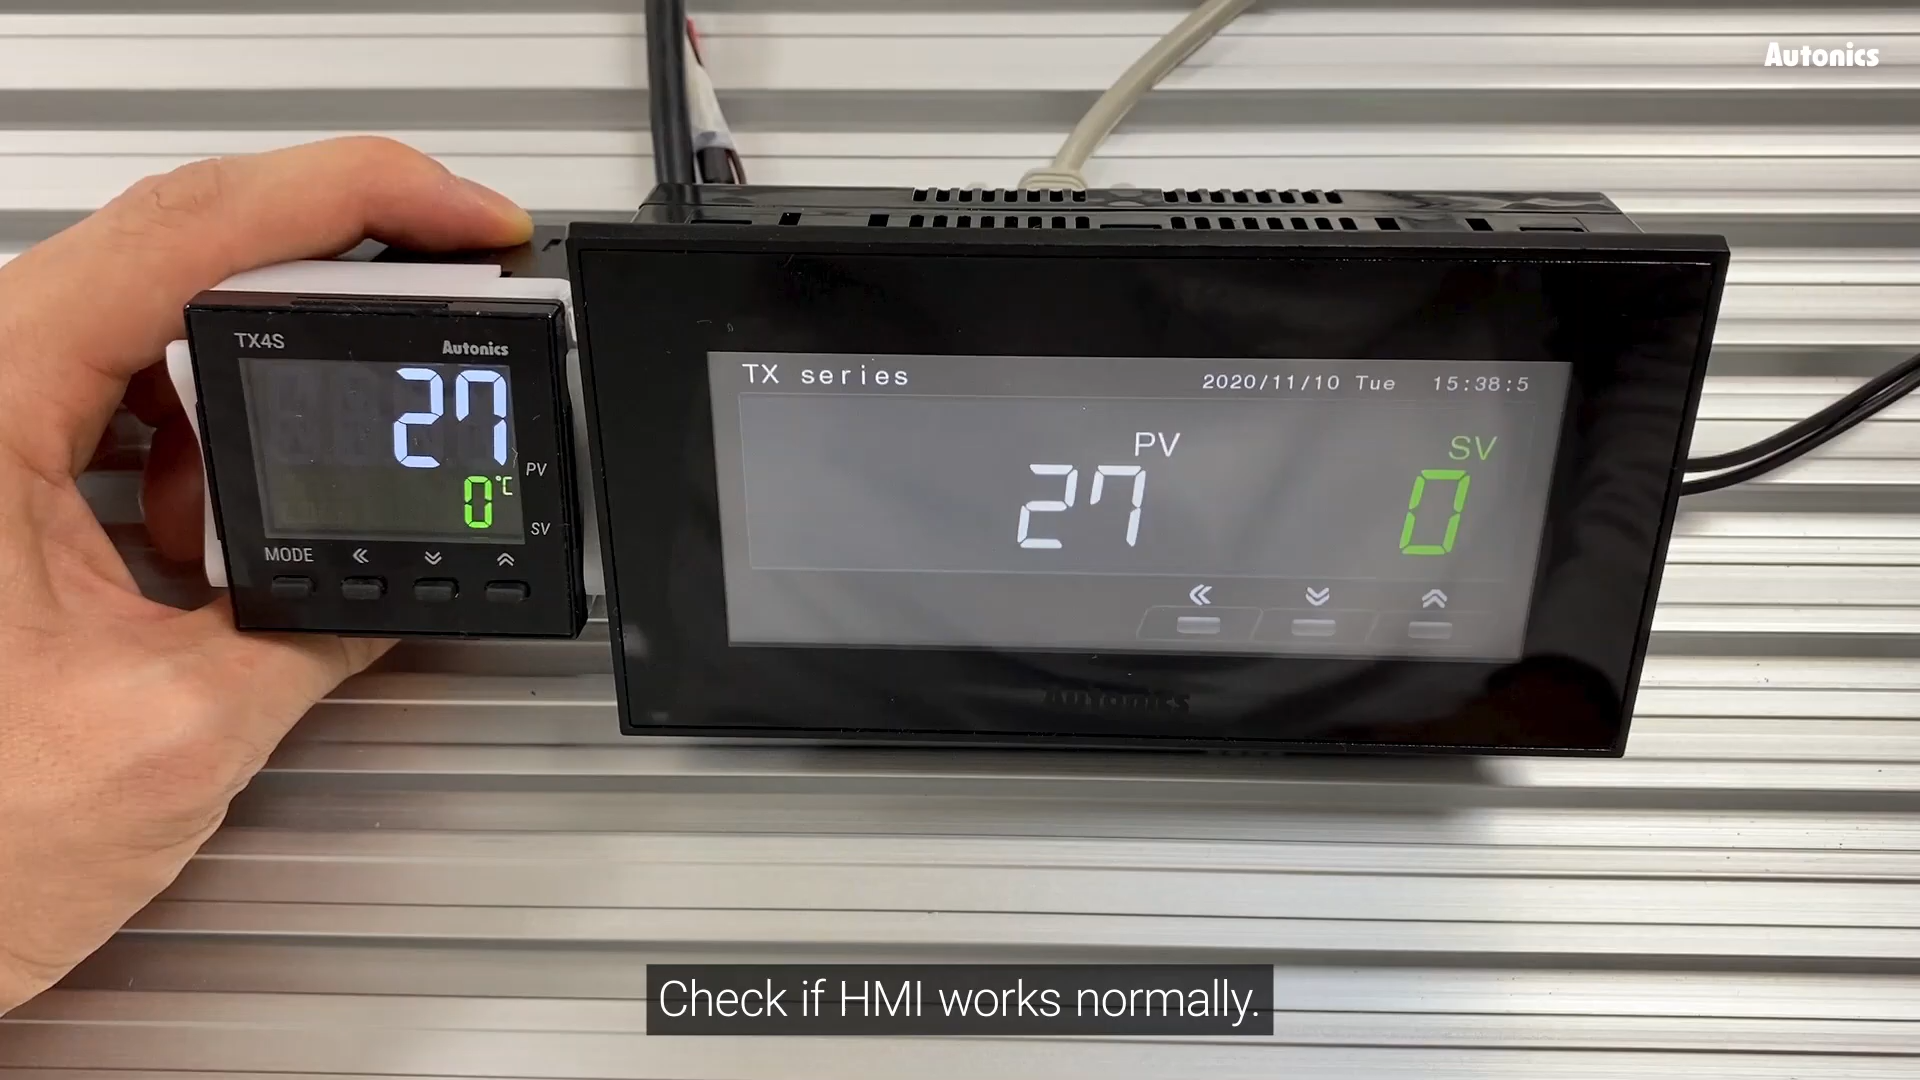 Autonics
TX4S
Autonics
27
PV
0°C
SV
MODE
TX series
2020/11/10 Tue 15:38:5
PV
SV
27
0
Autonics
Check if HMI works normally.